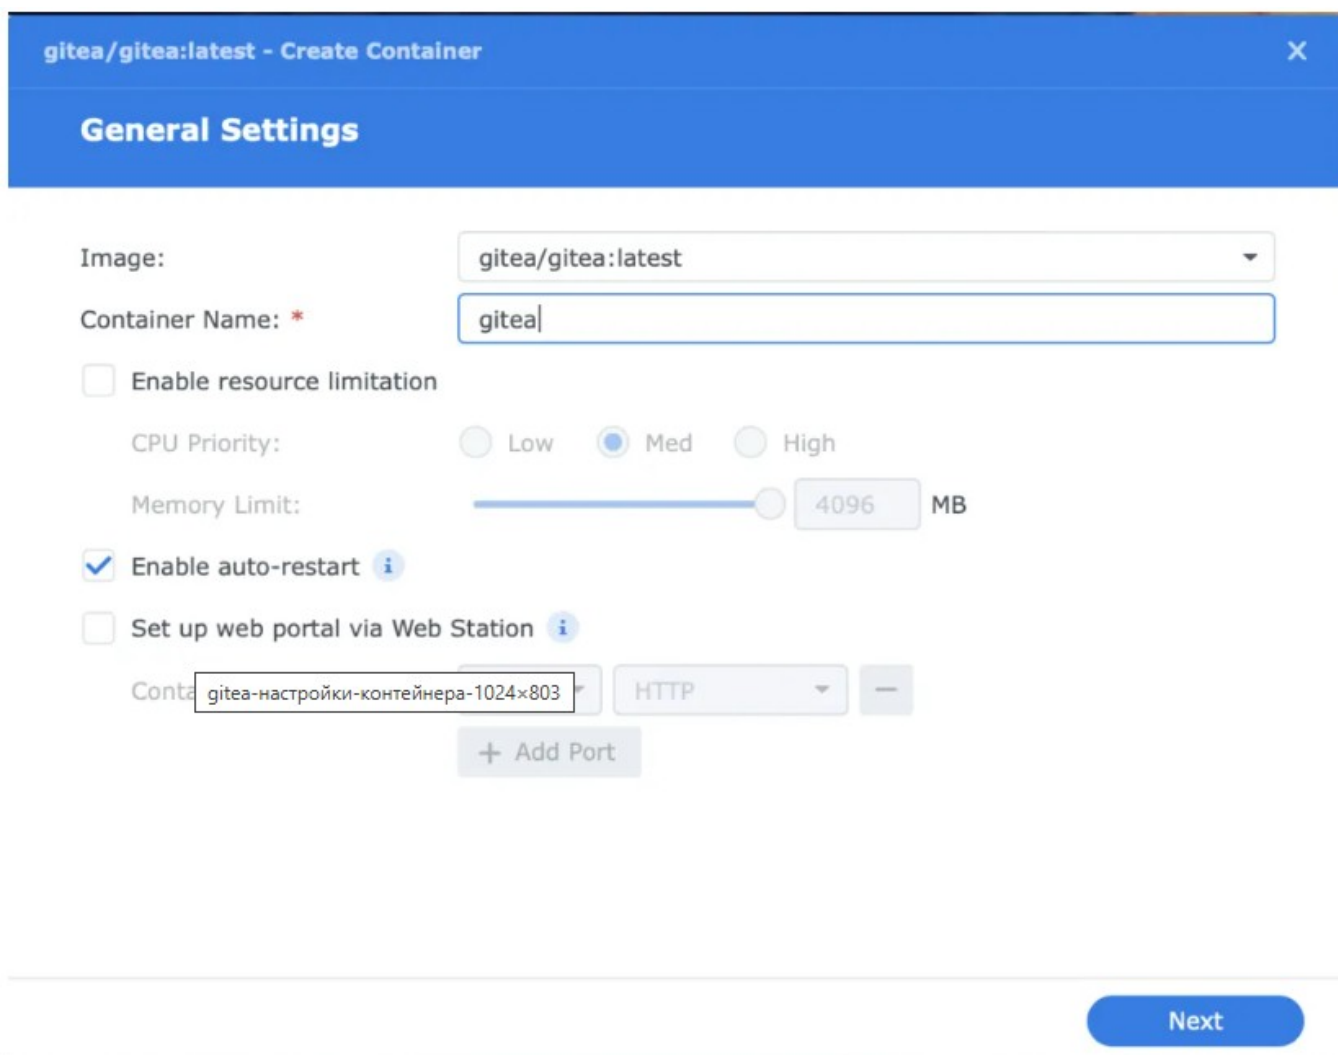 gitea/gitea:latest - Create Container
General Settings
Image: gitea/gitea:latest
Container Name: * gitea
Enable resource limitation
CPU Priority: Low Med High
Memory Limit: 4096 MB
Enable auto-restart i
Set up web portal via Web Station i
Conta gitea-настройки-контейнера-1024×803 HTTP
+ Add Port
Next